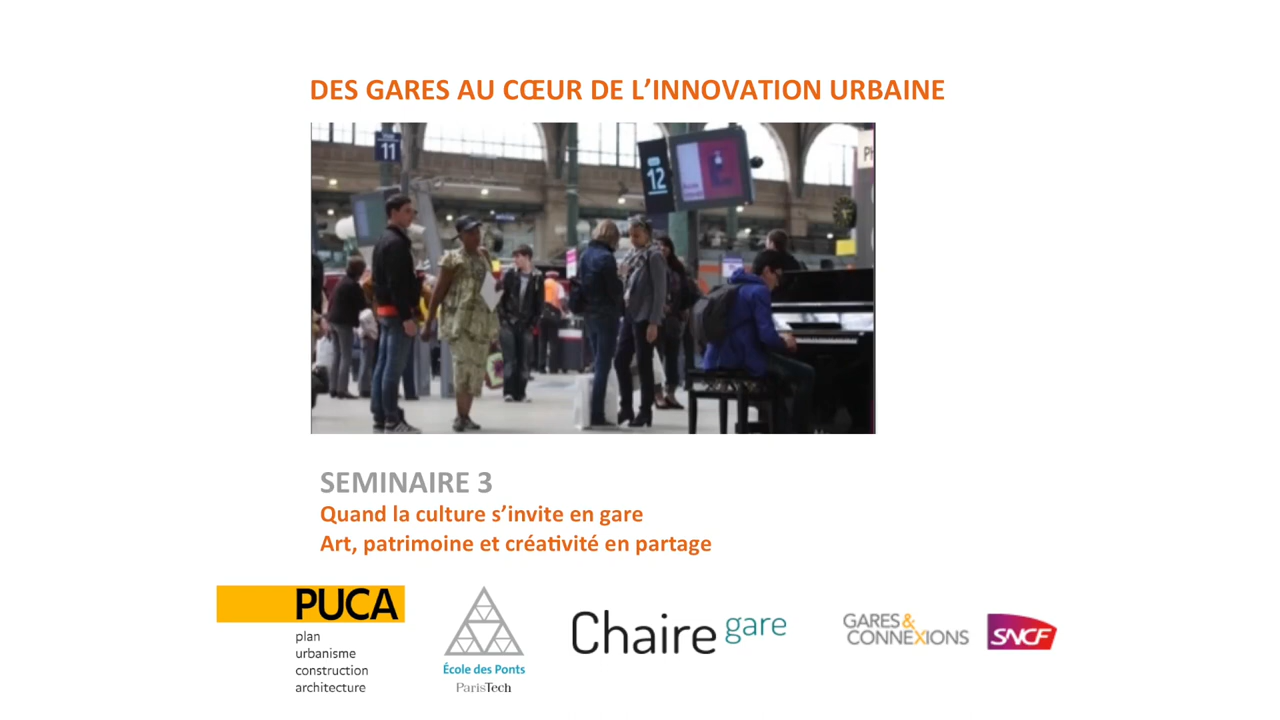 DES GARES AU CŒUR DE L’INNOVATION URBAINE
11
12
SEMINAIRE 3
Quand la culture s’invite en gare
Art, patrimoine et créativité en partage
PUCA
plan
urbanisme
construction
architecture
École des Ponts
ParisTech
Chaire gare
GARES &
CONNEXIONS
SNCF